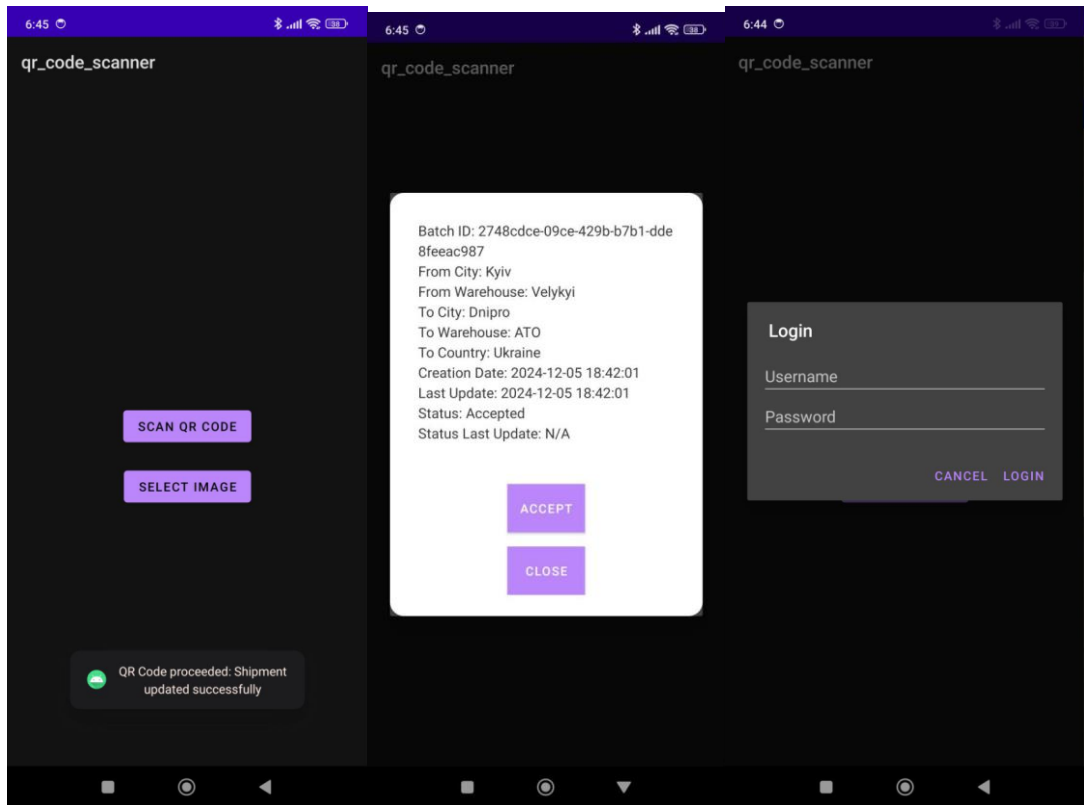 6:45
qr_code_scanner
SCAN QR CODE
SELECT IMAGE
QR Code proceeded: Shipment
updated successfully
6:45
qr_code_scanner
Batch ID: 2748cdce-09ce-429b-b7b1-dde
8feeac987
From City: Kyiv
From Warehouse: Velykyi
To City: Dnipro
To Warehouse: ATO
To Country: Ukraine
Creation Date: 2024-12-05 18:42:01
Last Update: 2024-12-05 18:42:01
Status: Accepted
Status Last Update: N/A
ACCEPT
CLOSE
6:44
qr_code_scanner
Login
Username
Password
CANCEL LOGIN